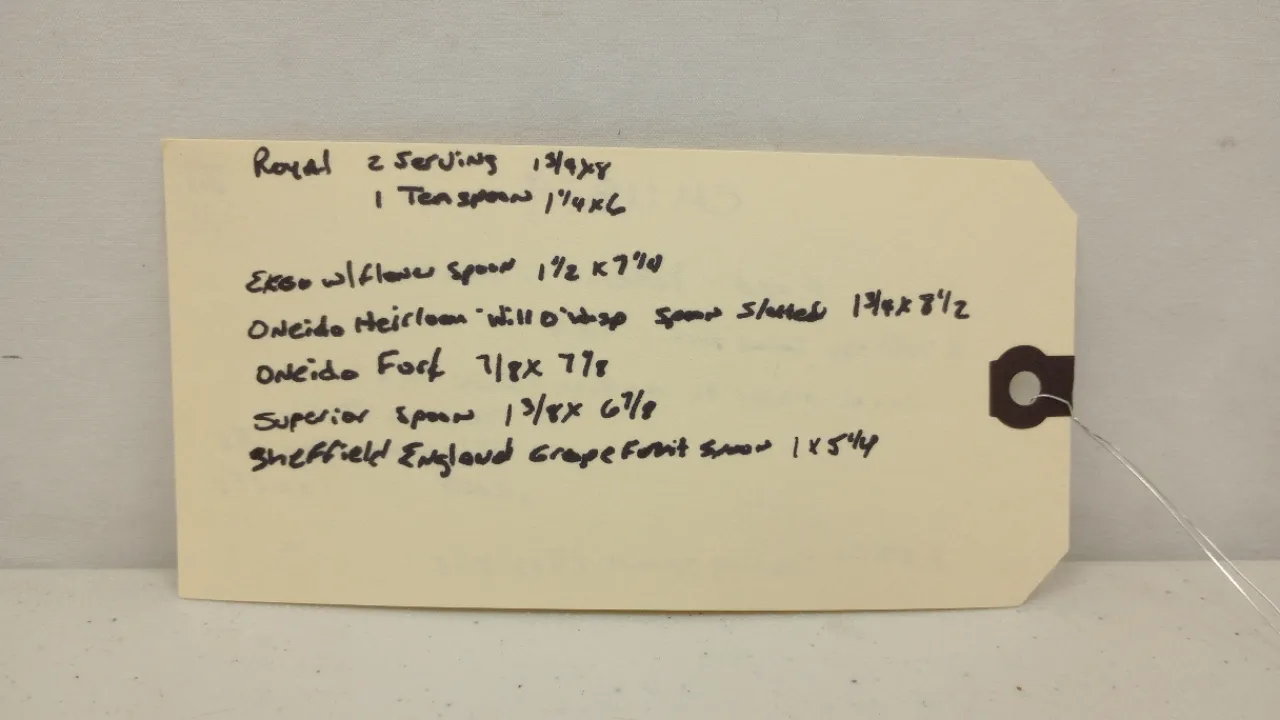 Royal 2 Serving 1 3/4 x 8
1 Teaspoon 1 1/4 x 6
EKCO w/flower Spoon 1 1/2 x 7 1/4
Oneida Heirloom "Will O' Wisp Spoon Slotted 1 3/4 x 8 1/2
Oneida Fork 7/8 x 7 7/8
Superior Spoon 1 3/8 x 6 7/8
Sheffield England Grapefruit Spoon 1 x 5 1/4